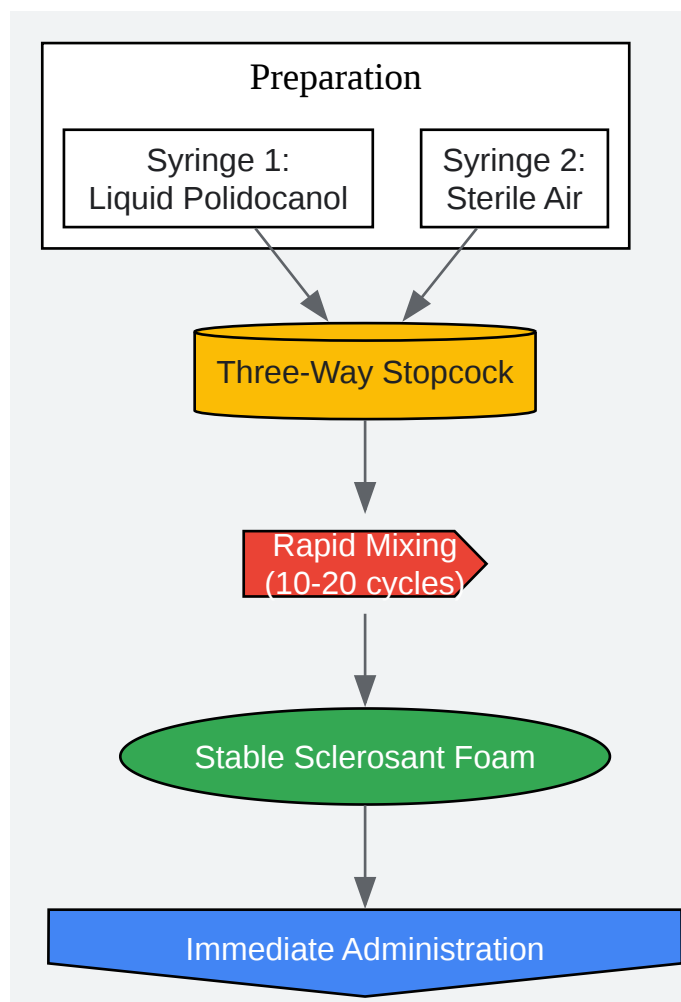 Preparation
Syringe 1:
Liquid Polidocanol
Syringe 2:
Sterile Air
Three-Way Stopcock
Rapid Mixing
(10-20 cycles)
Stable Sclerosant Foam
Immediate Administration